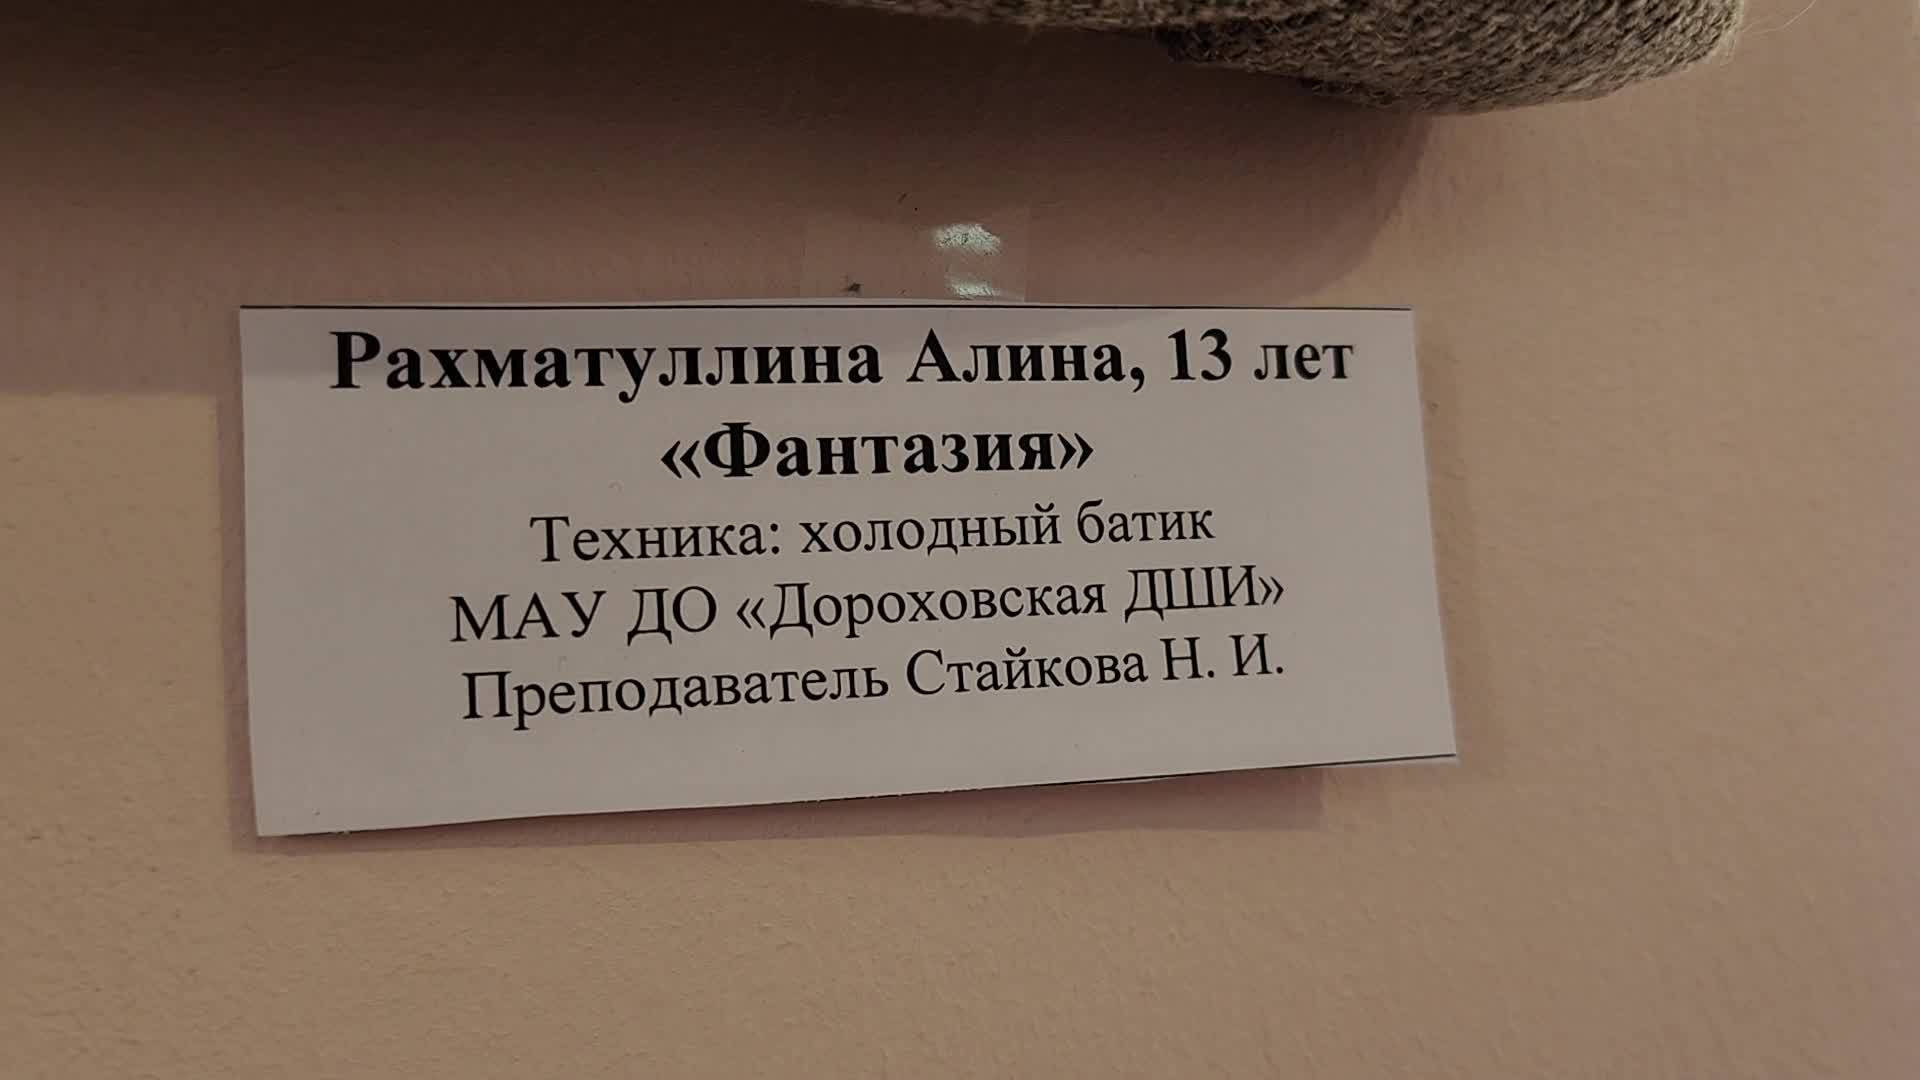 Рахматуллина Алина, 13 лет
«Фантазия»
Техника: холодный батик
МАУ ДО «Дороховская ДШИ»
Преподаватель Стайкова Н. И.